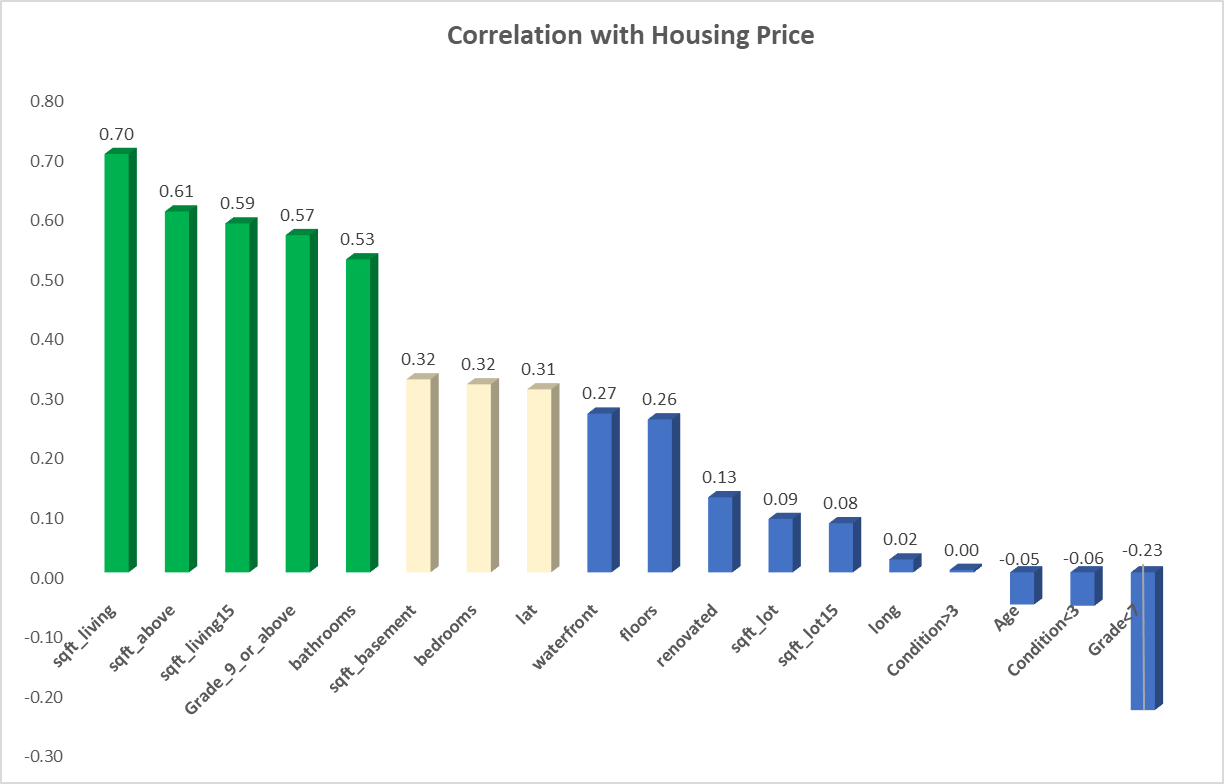 Correlation with Housing Price
0.80
0.70
0.60
0.50
0.40
0.30
0.20
0.10
0.00
-0.10
-0.20
-0.30
0.70
0.61
0.59
0.57
0.53
0.32
0.32
0.31
0.27
0.26
0.13
0.09
0.08
0.02
0.00
-0.05
-0.06
-0.23
sqft_living
sqft_above
sqft_living15
Grade_9_or_above
bathrooms
sqft_basement
bedrooms
lat
waterfront
floors
renovated
sqft_lot
sqft_lot15
long
Condition>3
Age
Condition<3
Grade<7